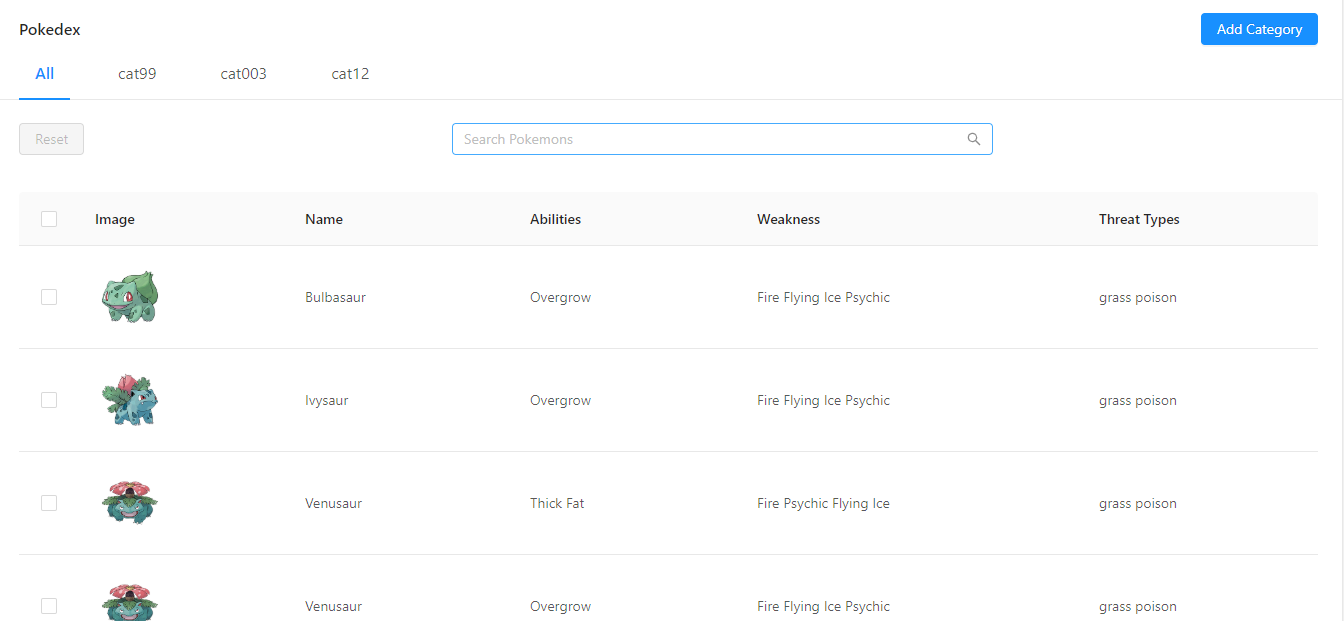 Pokedex Add Category
All cat99 cat003 cat12
Reset Search Pokemons
Image Name Abilities Weakness Threat Types
Bulbasaur Overgrow Fire Flying Ice Psychic grass poison
Ivysaur Overgrow Fire Flying Ice Psychic grass poison
Venusaur Thick Fat Fire Psychic Flying Ice grass poison
Venusaur Overgrow Fire Flying Ice Psychic grass poison